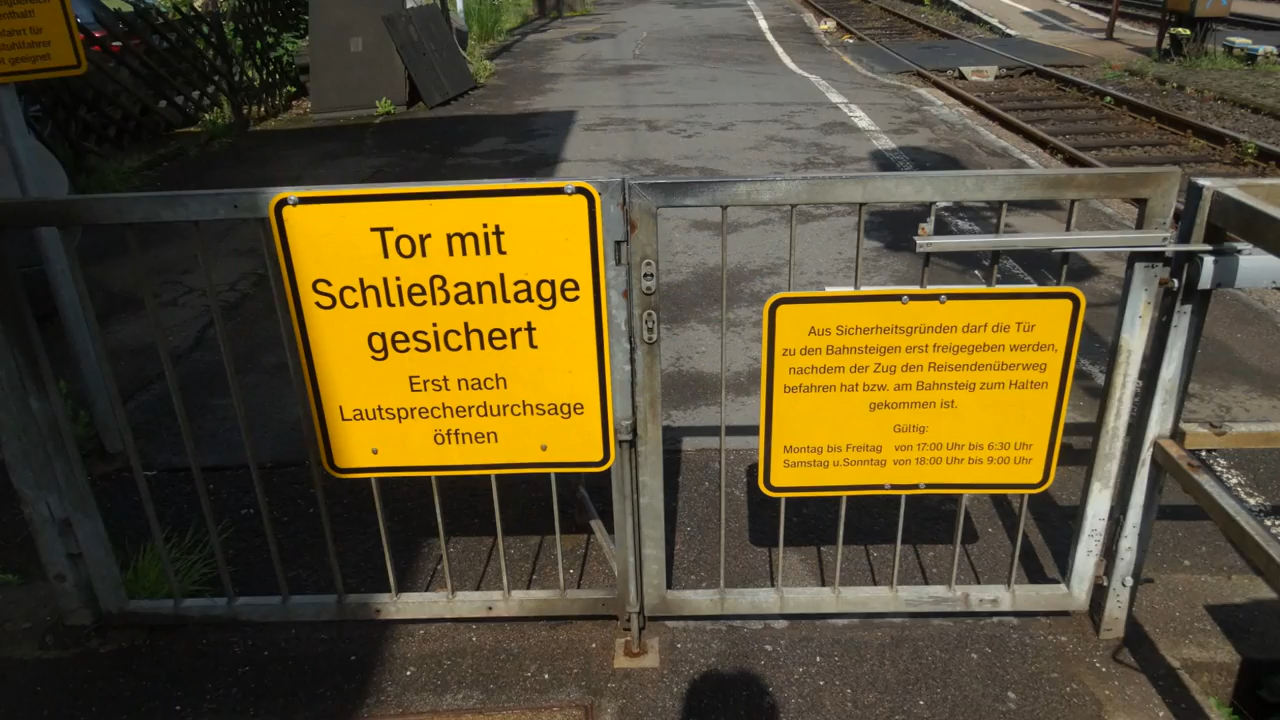 enthalt!
Tor mit
Schließanlage
gesichert
Erst nach
Lautsprecherdurchsage
öffnen
Aus Sicherheitsgründen darf die Tür
zu den Bahnsteigen erst freigegeben werden,
nachdem der Zug den Reisendenüberweg
befahren hat bzw. am Bahnsteig zum Halten
gekommen ist.
Gültig:
Montag bis Freitag von 17:00 Uhr bis 6:30 Uhr
Samstag u.Sonntag von 18:00 Uhr bis 9:00 Uhr